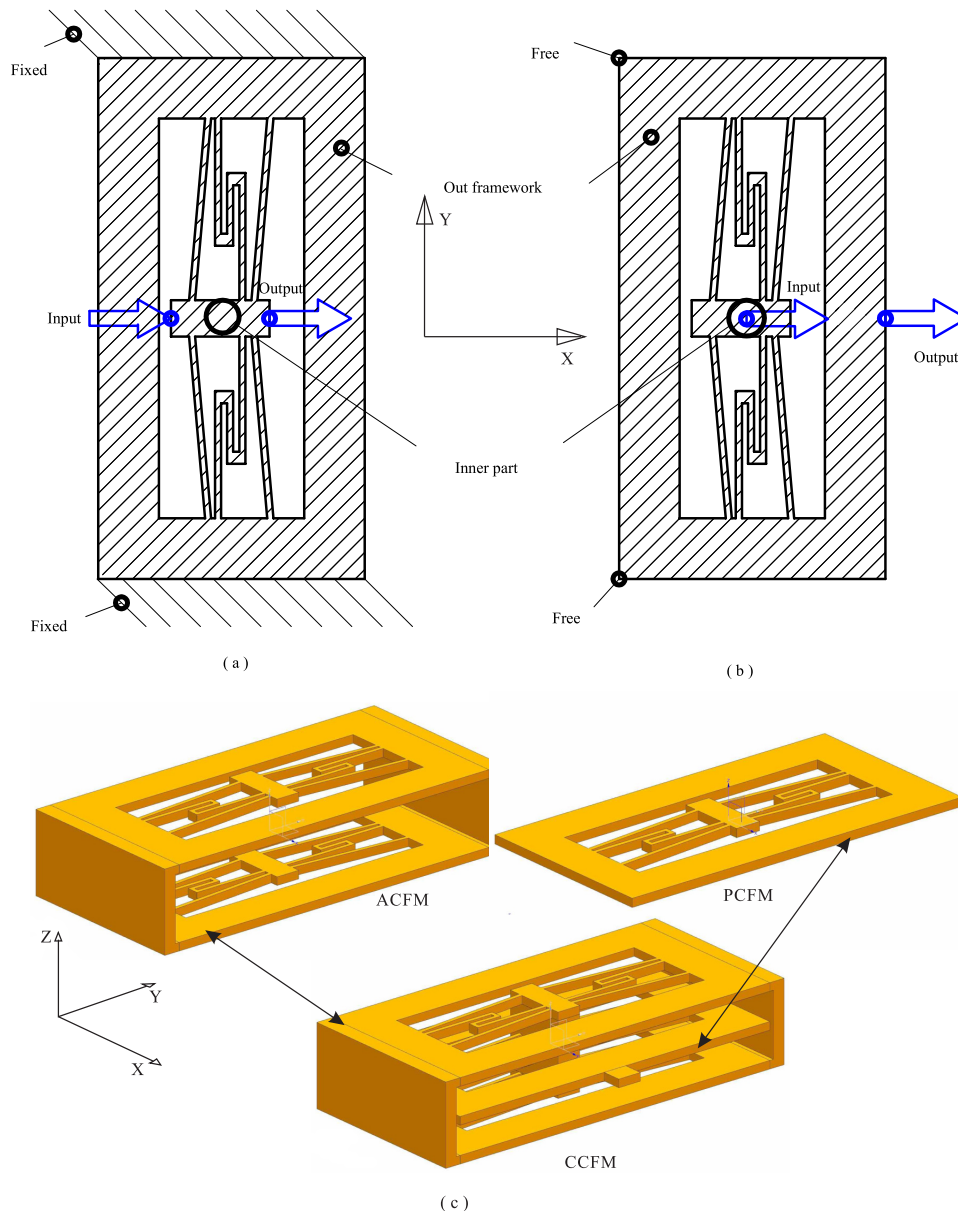 Fixed
Free
Out framework
Y
Input
Output
Input
X
Output
Inner part
Fixed
Free
( a )
( b )
ACFM
PCFM
Z
Y
X
CCFM
( c )